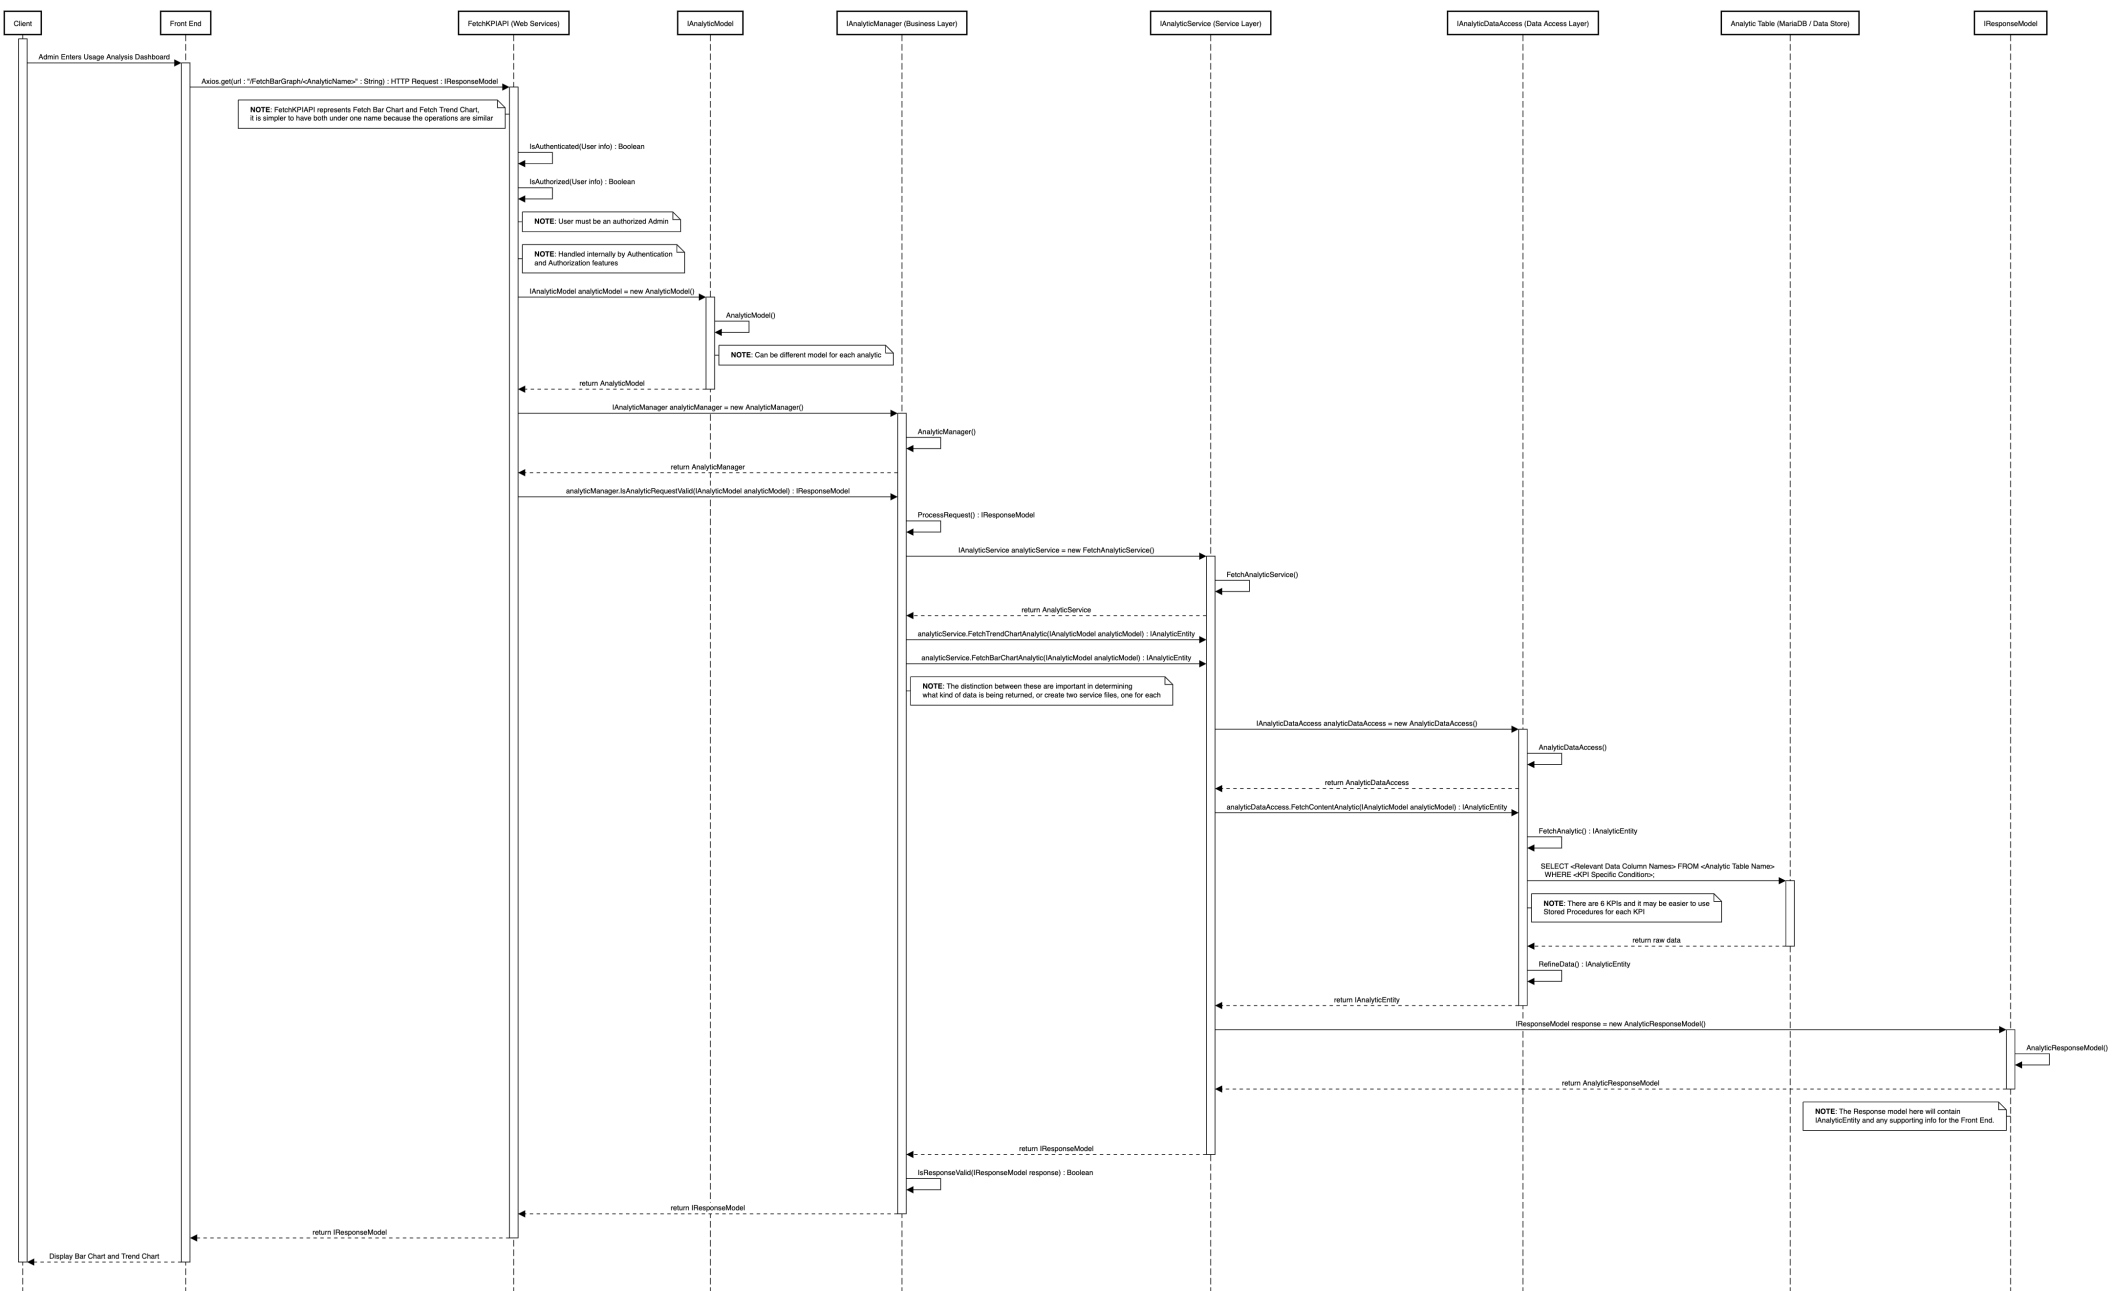 Client
Front End
FetchKPIAPI (Web Services)
IAnalyticModel
IAnalyticManager (Business Layer)
IAnalyticService (Service Layer)
IAnalyticDataAccess (Data Access Layer)
Analytic Table (MariaDB / Data Store)
IResponseModel
Admin Enters Usage Analysis Dashboard
Axios.get(url : "/FetchBarGraph/<AnalyticName>" : String) : HTTP Request : IResponseModel
NOTE: FetchKPIAPI represents Fetch Bar Chart and Fetch Trend Chart,
it is simpler to have both under one name because the operations are similar
IsAuthenticated(User info) : Boolean
IsAuthorized(User info) : Boolean
NOTE: User must be an authorized Admin
NOTE: Handled internally by Authentication
and Authorization features
IAnalyticModel analyticModel = new AnalyticModel()
AnalyticModel()
NOTE: Can be different model for each analytic
return AnalyticModel
IAnalyticManager analyticManager = new AnalyticManager()
AnalyticManager()
return AnalyticManager
analyticManager.IsAnalyticRequestValid(IAnalyticModel analyticModel) : IResponseModel
ProcessRequest() : IResponseModel
IAnalyticService analyticService = new FetchAnalyticService()
FetchAnalyticService()
return AnalyticService
analyticService.FetchTrendChartAnalytic(IAnalyticModel analyticModel) : IAnalyticEntity
analyticService.FetchBarChartAnalytic(IAnalyticModel analyticModel) : IAnalyticEntity
NOTE: The distinction between these are important in determining
what kind of data is being returned, or create two service files, one for each
IAnalyticDataAccess analyticDataAccess = new AnalyticDataAccess()
AnalyticDataAccess()
return AnalyticDataAccess
analyticDataAccess.FetchContentAnalytic(IAnalyticModel analyticModel) : IAnalyticEntity
FetchAnalytic() : IAnalyticEntity
SELECT <Relevant Data Column Names> FROM <Analytic Table Name>
WHERE <KPI Specific Condition>;
NOTE: There are 6 KPIs and it may be easier to use
Stored Procedures for each KPI
return raw data
RefineData() : IAnalyticEntity
return IAnalyticEntity
IResponseModel response = new AnalyticResponseModel()
AnalyticResponseModel()
return AnalyticResponseModel
NOTE: The Response model here will contain
IAnalyticEntity and any supporting info for the Front End.
return IResponseModel
IsResponseValid(IResponseModel response) : Boolean
return IResponseModel
return IResponseModel
Display Bar Chart and Trend Chart